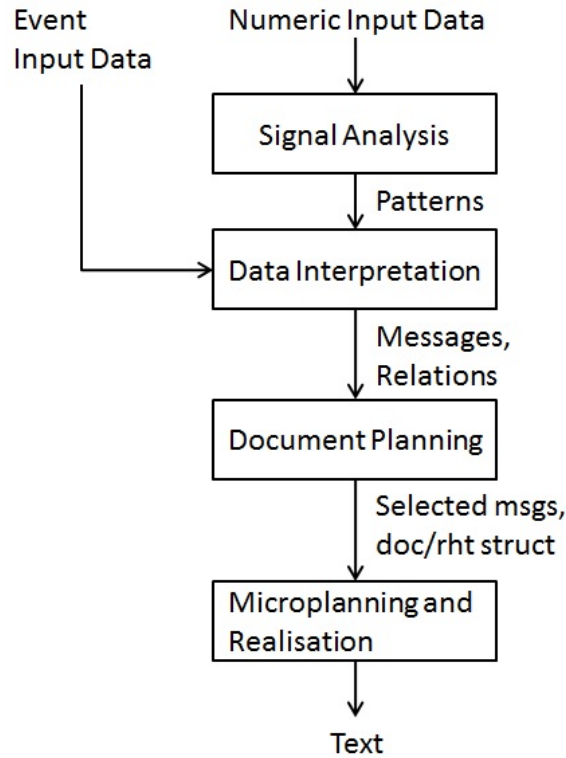 Event
Input Data
Numeric Input Data
Signal Analysis
Patterns
Data Interpretation
Messages,
Relations
Document Planning
Selected msgs,
doc/rht struct
Microplanning and
Realisation
Text